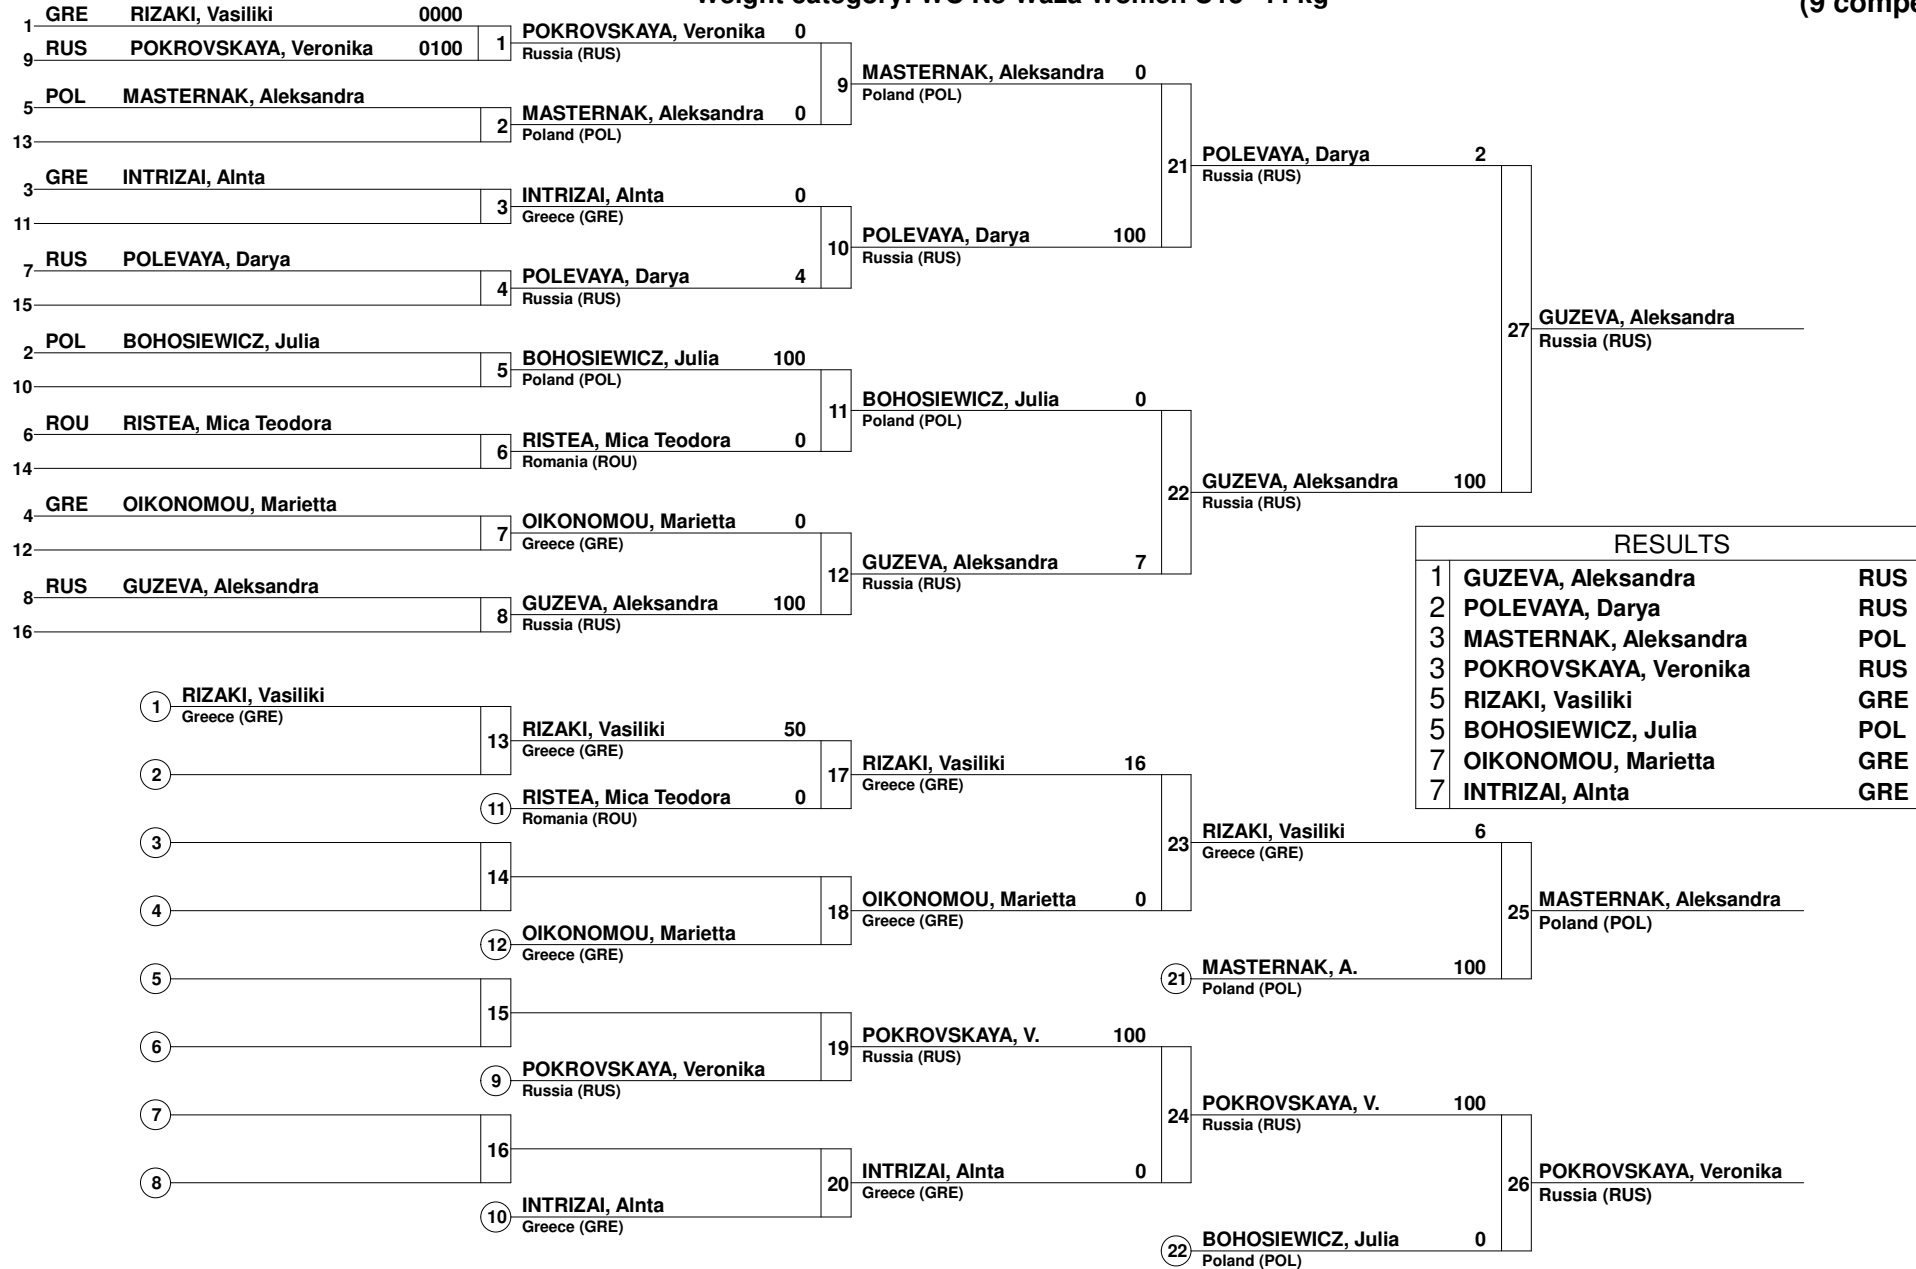 (9 compe
1 GRE RIZAKI, Vasiliki 0000
9 RUS POKROVSKAYA, Veronika 0100
5 POL MASTERNAK, Aleksandra
13
3 GRE INTRIZAI, Alnta
11
7 RUS POLEVAYA, Darya
15
2 POL BOHOSIEWICZ, Julia
10
6 ROU RISTEA, Mica Teodora
14
4 GRE OIKONOMOU, Marietta
12
8 RUS GUZEVA, Aleksandra
16
1 POKROVSKAYA, Veronika 0
Russia (RUS)
2 MASTERNAK, Aleksandra 0
Poland (POL)
3 INTRIZAI, Alnta 0
Greece (GRE)
4 POLEVAYA, Darya 4
Russia (RUS)
5 BOHOSIEWICZ, Julia 100
Poland (POL)
6 RISTEA, Mica Teodora 0
Romania (ROU)
7 OIKONOMOU, Marietta 0
Greece (GRE)
8 GUZEVA, Aleksandra 100
Russia (RUS)
9 MASTERNAK, Aleksandra 0
Poland (POL)
10 POLEVAYA, Darya 100
Russia (RUS)
11 BOHOSIEWICZ, Julia 0
Poland (POL)
12 GUZEVA, Aleksandra 7
Russia (RUS)
21 POLEVAYA, Darya 2
Russia (RUS)
22 GUZEVA, Aleksandra 100
Russia (RUS)
27 GUZEVA, Aleksandra
Russia (RUS)
RESULTS
1 GUZEVA, Aleksandra RUS
2 POLEVAYA, Darya RUS
3 MASTERNAK, Aleksandra POL
3 POKROVSKAYA, Veronika RUS
5 RIZAKI, Vasiliki GRE
5 BOHOSIEWICZ, Julia POL
7 OIKONOMOU, Marietta GRE
7 INTRIZAI, Alnta GRE
1 RIZAKI, Vasiliki
Greece (GRE)
2
3
4
5
6
7
8
13 RIZAKI, Vasiliki 50
Greece (GRE)
11 RISTEA, Mica Teodora 0
Romania (ROU)
14
12 OIKONOMOU, Marietta
Greece (GRE)
15
9 POKROVSKAYA, Veronika
Russia (RUS)
16
10 INTRIZAI, Alnta
Greece (GRE)
17 RIZAKI, Vasiliki 16
Greece (GRE)
18 OIKONOMOU, Marietta 0
Greece (GRE)
19 POKROVSKAYA, V. 100
Russia (RUS)
20 INTRIZAI, Alnta 0
Greece (GRE)
23 RIZAKI, Vasiliki 6
Greece (GRE)
21 MASTERNAK, A. 100
Poland (POL)
24 POKROVSKAYA, V. 100
Russia (RUS)
22 BOHOSIEWICZ, Julia 0
Poland (POL)
25 MASTERNAK, Aleksandra
Poland (POL)
26 POKROVSKAYA, Veronika
Russia (RUS)